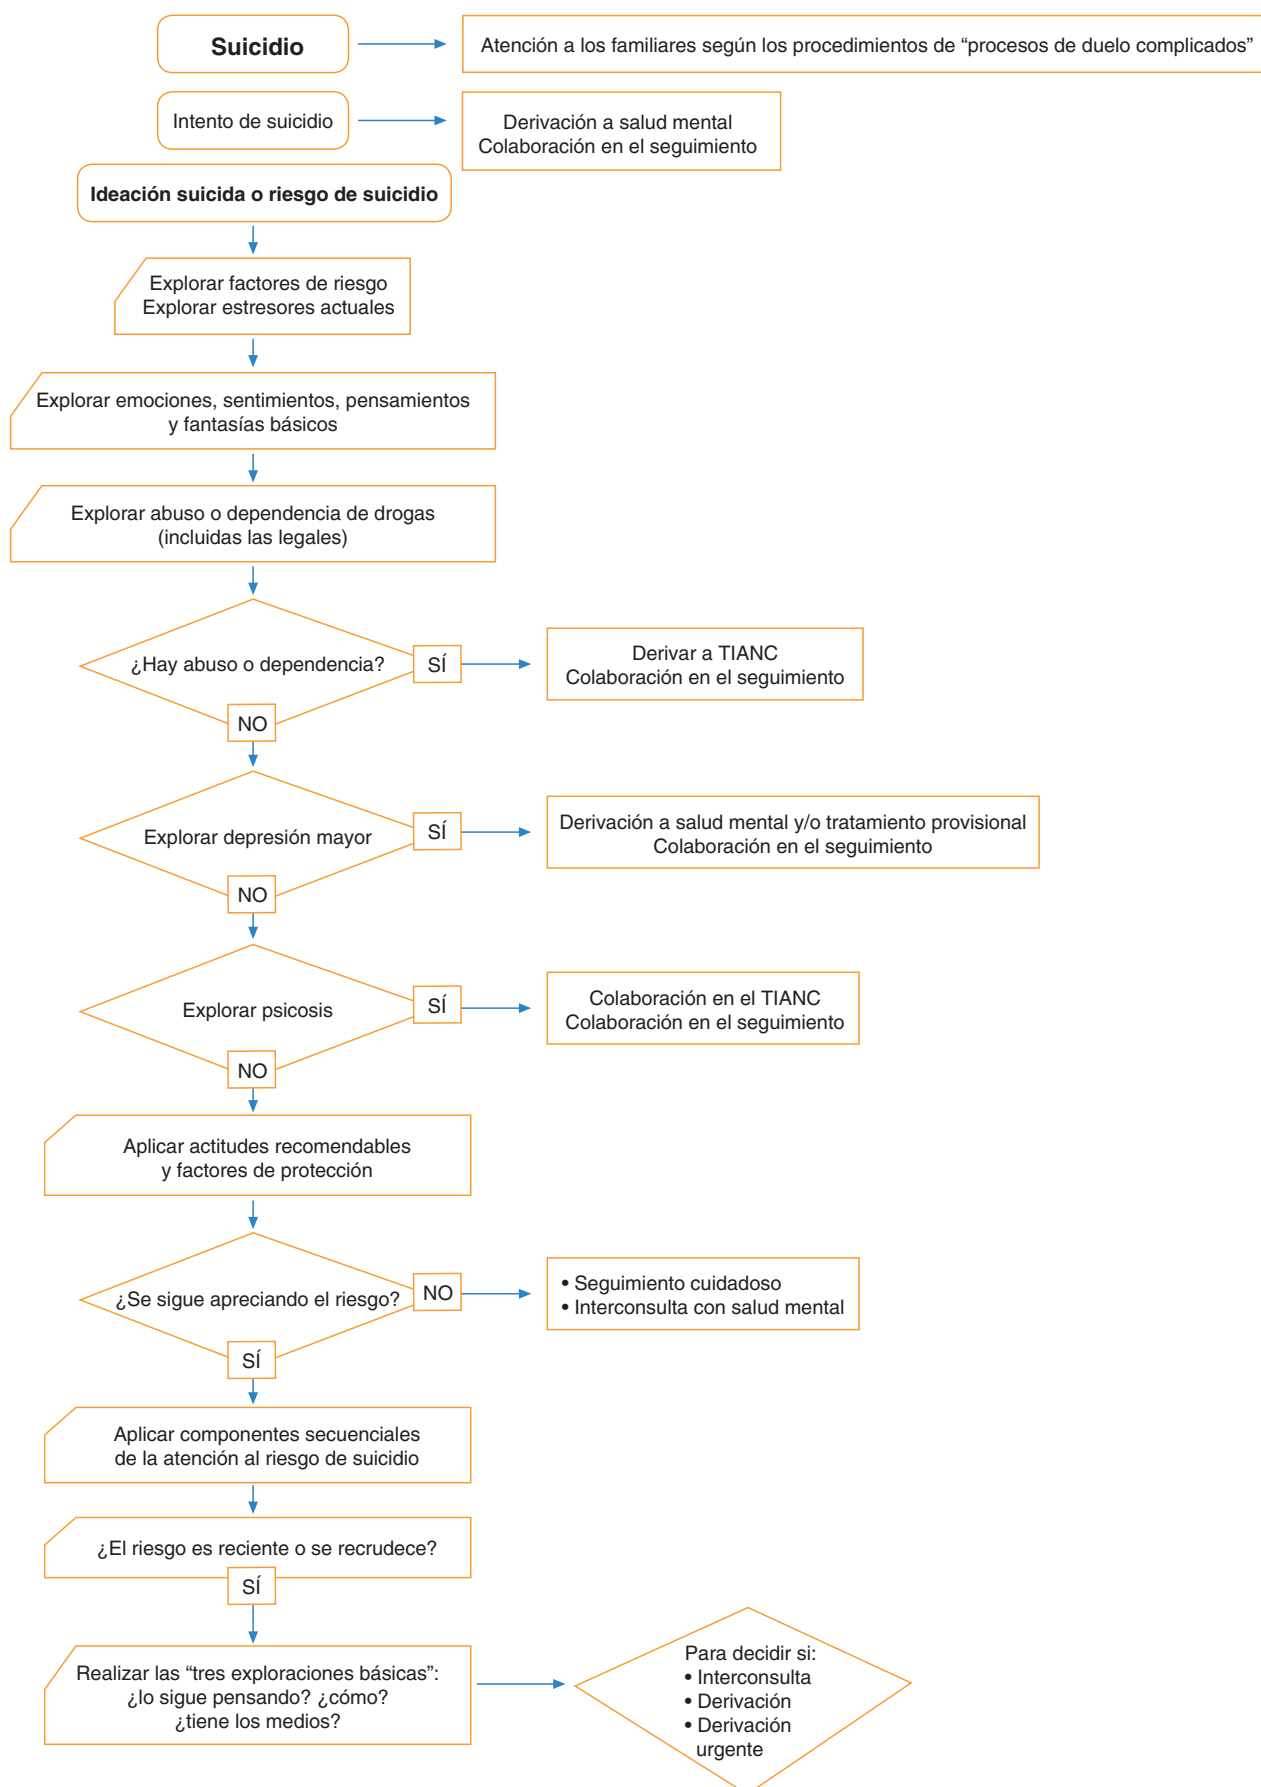 Suicidio
Atención a los familiares según los procedimientos de “procesos de duelo complicados”
Intento de suicidio
Derivación a salud mental
Colaboración en el seguimiento
Ideación suicida o riesgo de suicidio
Explorar factores de riesgo
Explorar estresores actuales
Explorar emociones, sentimientos, pensamientos
y fantasías básicos
Explorar abuso o dependencia de drogas
(incluidas las legales)
¿Hay abuso o dependencia?
SÍ
Derivar a TIANC
Colaboración en el seguimiento
NO
Explorar depresión mayor
SÍ
Derivación a salud mental y/o tratamiento provisional
Colaboración en el seguimiento
NO
Explorar psicosis
SÍ
Colaboración en el TIANC
Colaboración en el seguimiento
NO
Aplicar actitudes recomendables
y factores de protección
¿Se sigue apreciando el riesgo?
NO
• Seguimiento cuidadoso
• Interconsulta con salud mental
SÍ
Aplicar componentes secuenciales
de la atención al riesgo de suicidio
¿El riesgo es reciente o se recrudece?
SÍ
Realizar las “tres exploraciones básicas”:
¿lo sigue pensando? ¿cómo?
¿tiene los medios?
Para decidir si:
• Interconsulta
• Derivación
• Derivación
urgente